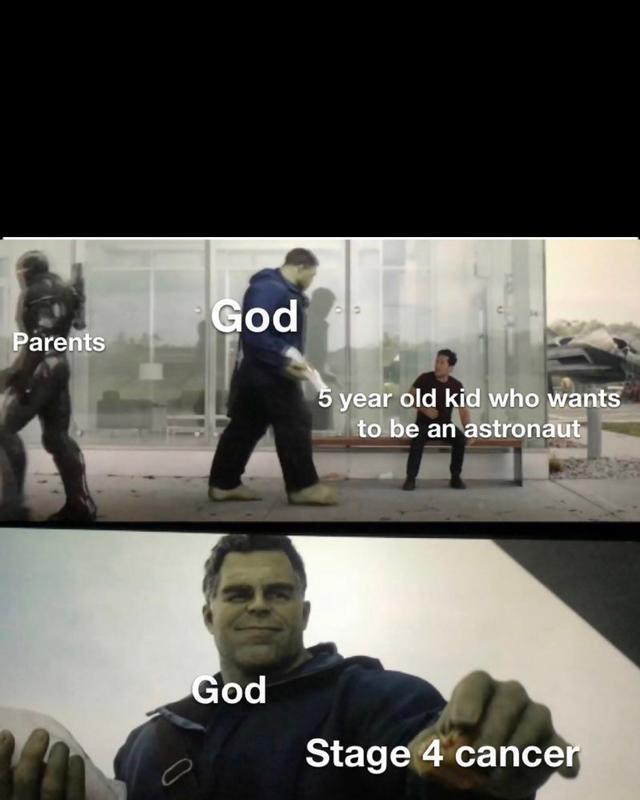 God
Parents
5 year old kid who wants
to be an astronaut
God
Stage 4 cancer